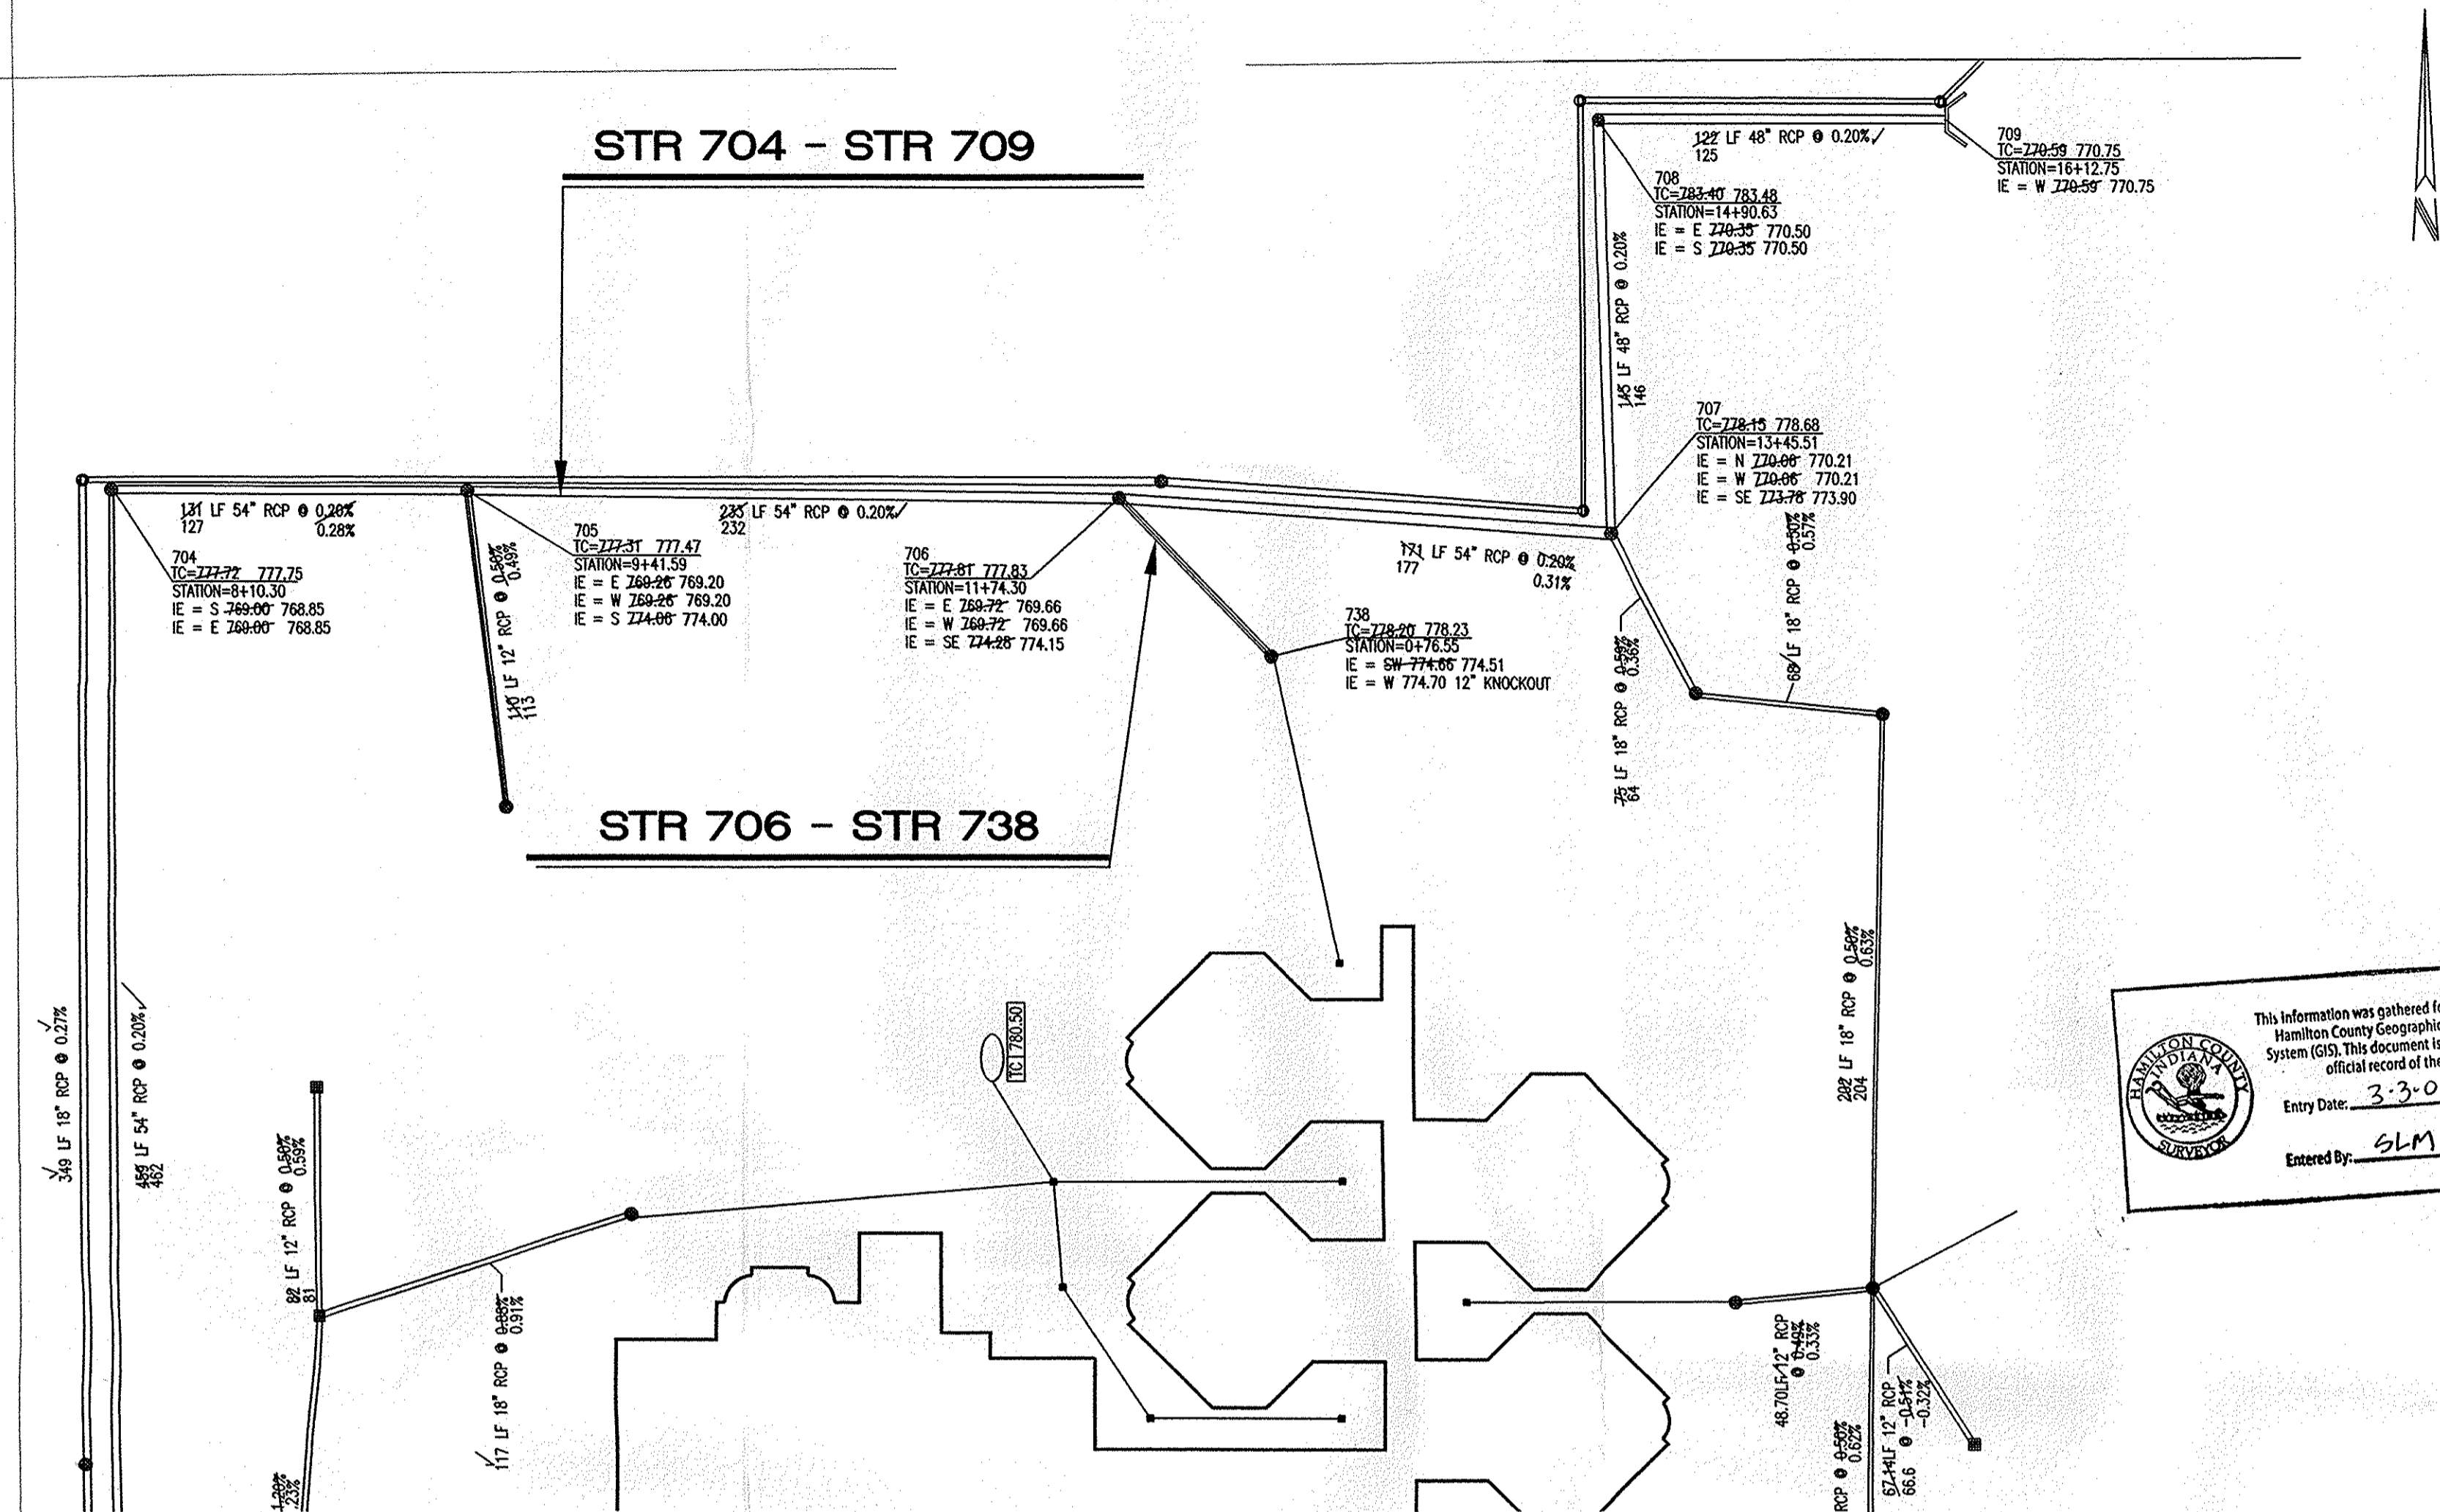 STR 704 - STR 709
122 LF 48" RCP @ 0.20%
125
709
TC=770.59 770.75
STATION=16+12.75
IE = W 770.59 770.75
708
TC=783.40 783.48
STATION=14+90.63
IE = E 770.35 770.50
IE = S 770.35 770.50
N
145 LF 48" RCP @ 0.20%
146
707
TC=778.15 778.68
STATION=13+45.51
IE = N 770.06 770.21
IE = W 770.06 770.21
IE = SE 773.78 773.90
131 LF 54" RCP @ 0.20%
127 0.28%
704
TC=777.72 777.75
STATION=8+10.30
IE = S 769.00 768.85
IE = E 769.00 768.85
110 LF 12" RCP @ 0.50%
113 0.49%
705
TC=777.31 777.47
STATION=9+41.59
IE = E 769.26 769.20
IE = W 769.26 769.20
IE = S 774.06 774.00
233 LF 54" RCP @ 0.20%
232
706
TC=777.81 777.83
STATION=11+74.30
IE = E 769.72 769.66
IE = W 769.72 769.66
IE = SE 774.28 774.15
171 LF 54" RCP @ 0.20%
177 0.31%
738
TC=778.20 778.23
STATION=0+76.55
IE = SW 774.66 774.51
IE = W 774.70 12" KNOCKOUT
75 LF 18" RCP @ 0.50%
64 0.36%
68 LF 18" RCP @ 0.50%
0.57%
STR 706 - STR 738
349 LF 18" RCP @ 0.27%
459 LF 54" RCP @ 0.20%
462
82 LF 12" RCP @ 0.50%
81 0.59%
117 LF 18" RCP @ 0.88%
0.91%
1.20%
.23%
TC 780.50
202 LF 18" RCP @ 0.50%
204 0.63%
48.70LF 12" RCP
@ 0.49%
0.33%
RCP @ 0.50%
0.62%
67.14LF 12" RCP
66.6 @ -0.51%
-0.32%
HAMILTON COUNTY
INDIANA
SURVEYOR
This information was gathered fo
Hamilton County Geographic
System (GIS). This document is
official record of the
Entry Date: 3-3-0
Entered By: SLM